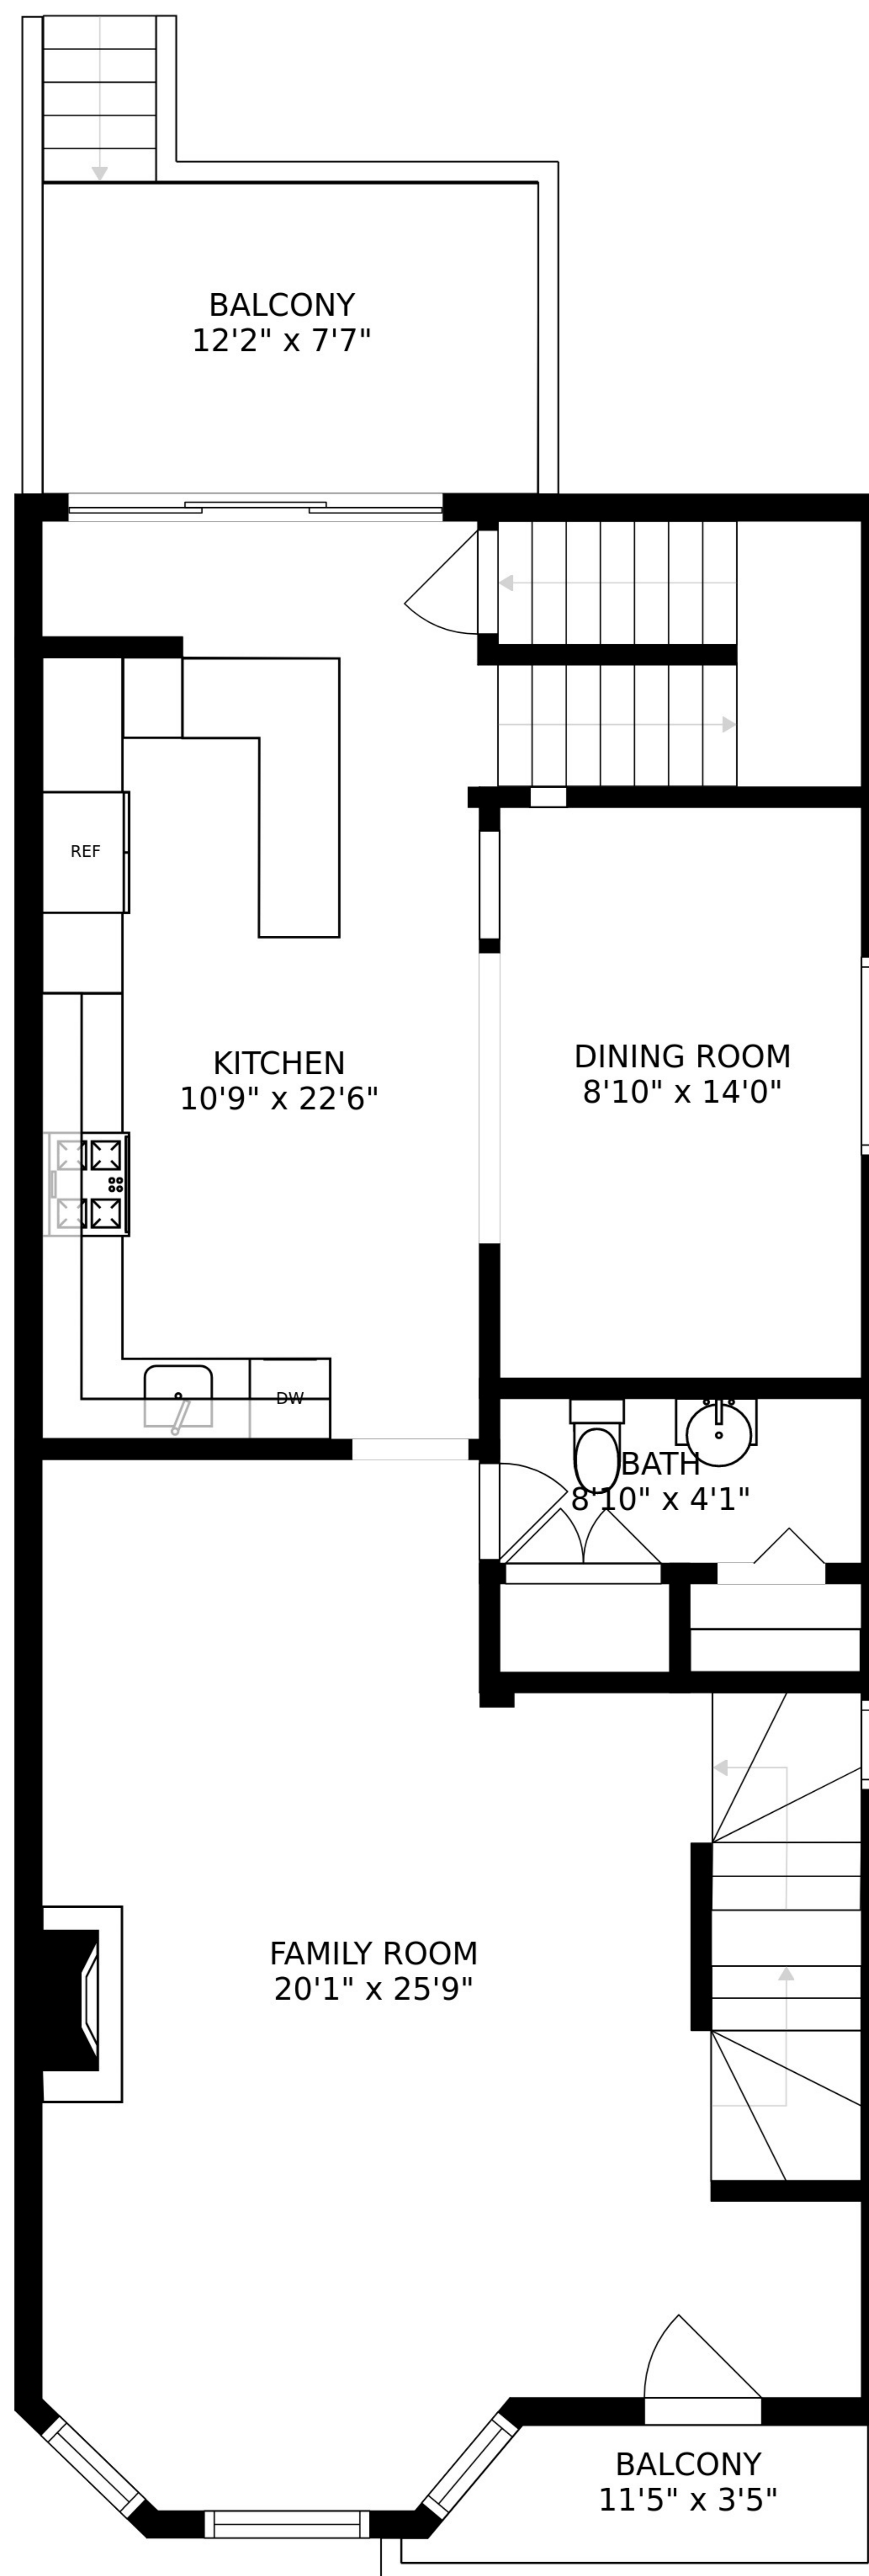 BALCONY
12'2" x 7'7"
REF
KITCHEN
10'9" x 22'6"
DINING ROOM
8'10" x 14'0"
DW
BATH
8'10" x 4'1"
FAMILY ROOM
20'1" x 25'9"
BALCONY
11'5" x 3'5"